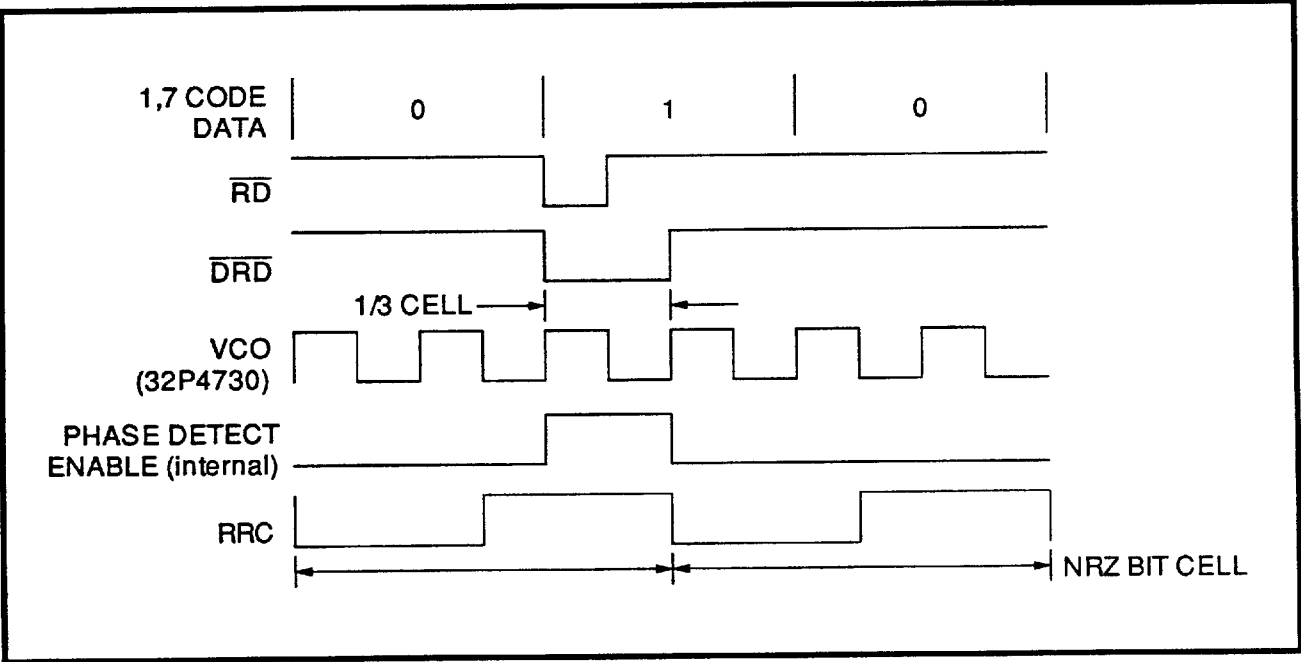 1,7 CODE
DATA
0 1 0
RD
DRD
1/3 CELL
VCO
(32P4730)
PHASE DETECT
ENABLE (internal)
RRC
NRZ BIT CELL